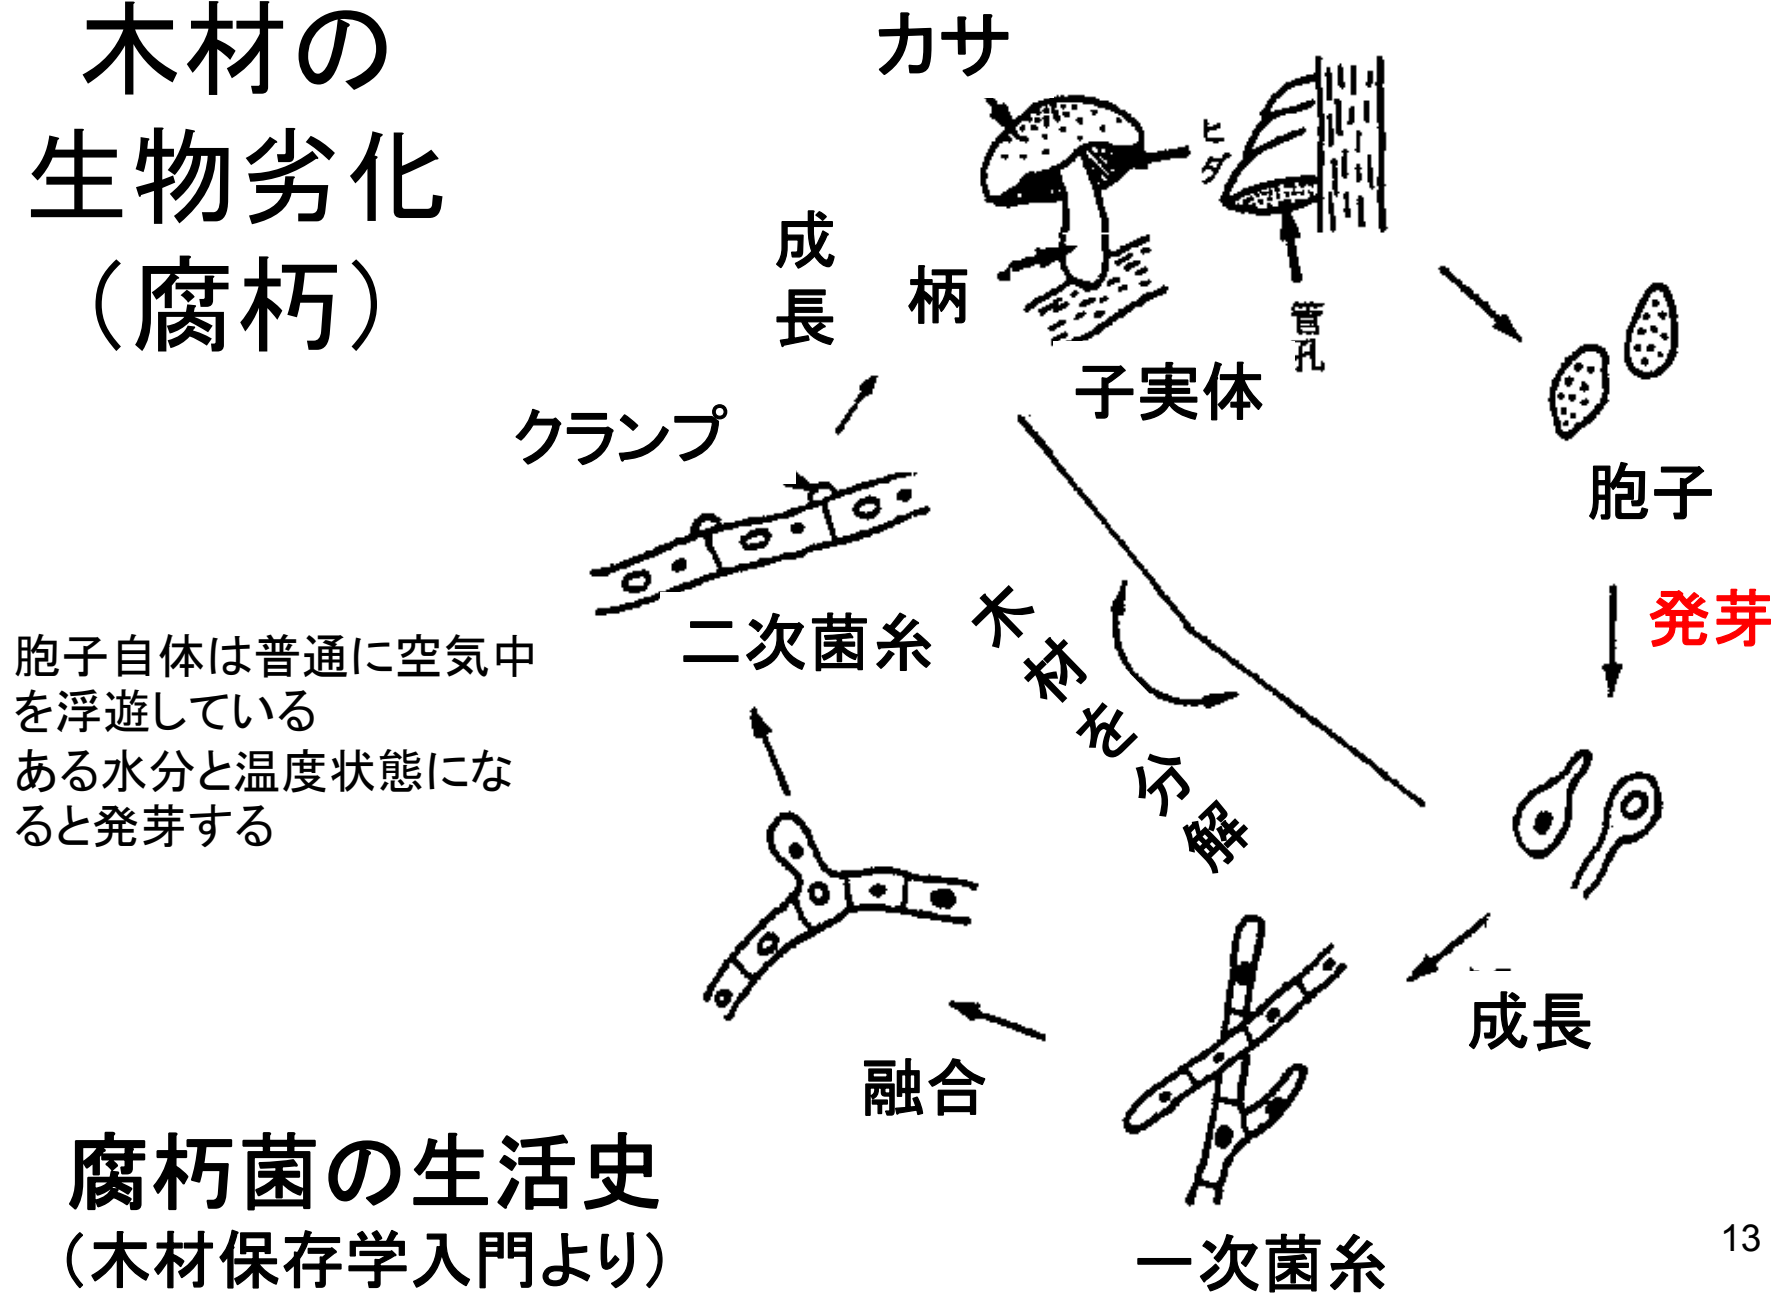 木材の
生物劣化
（腐朽）
カサ
ヒダ
成長
柄
管孔
子実体
クランプ
胞子
発芽
二次菌糸
木材を分解
胞子自体は普通に空気中
を浮遊している
ある水分と温度状態にな
ると発芽する
成長
融合
腐朽菌の生活史
（木材保存学入門より）
一次菌糸
13